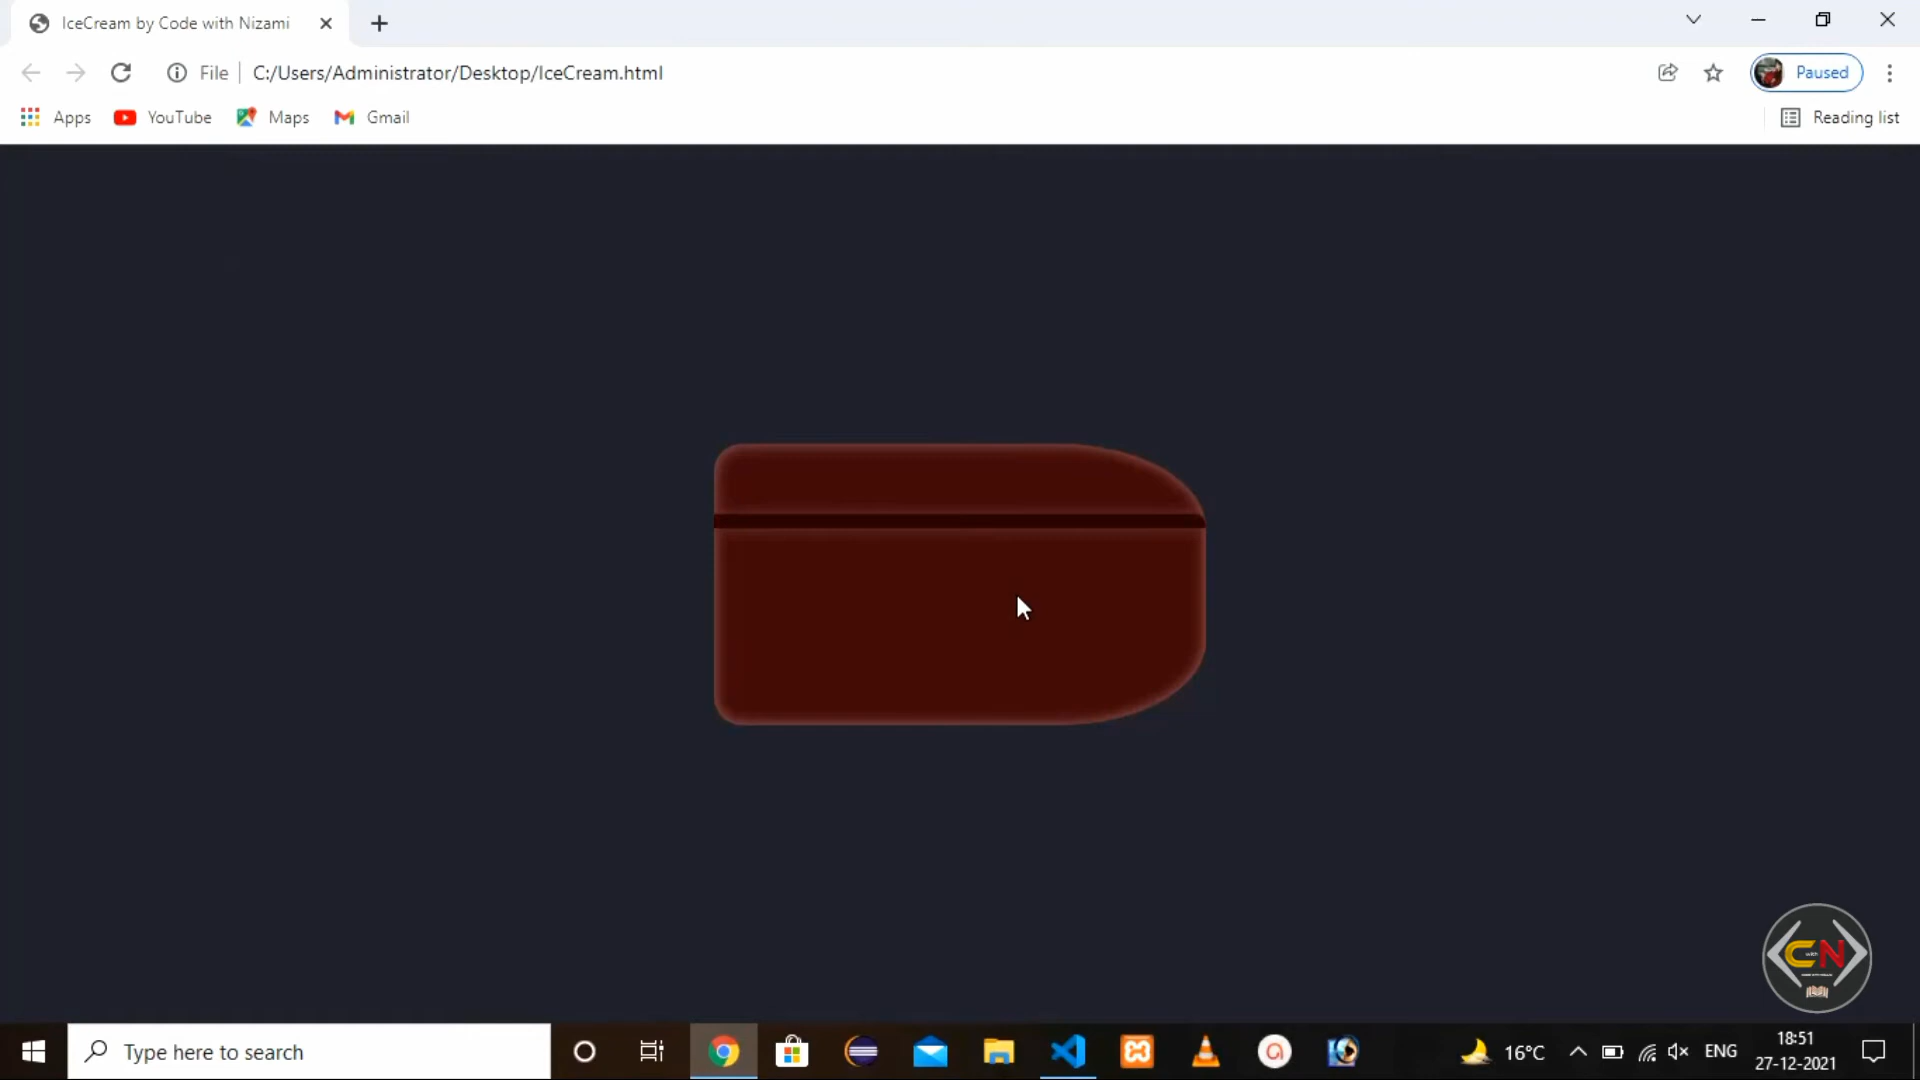 IceCream by Code with Nizami
File C:/Users/Administrator/Desktop/IceCream.html
Paused
Apps YouTube Maps Gmail
Reading list
C with N
Type here to search
16°C
ENG
18:51
27-12-2021